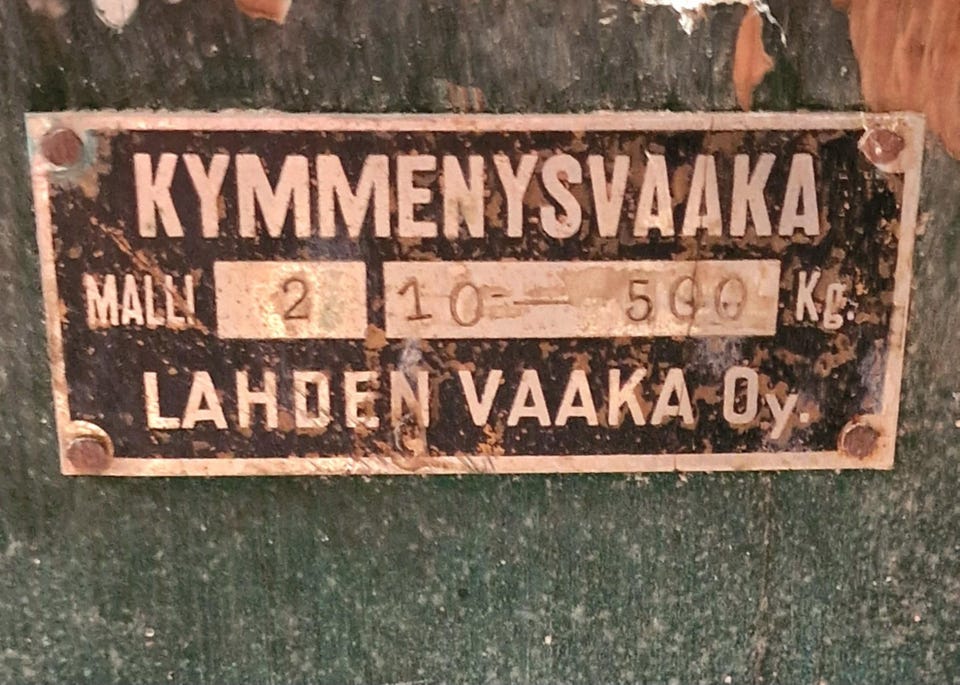 KYMMENYSVAAKA
MALLI 2 10 — 500 Kg.
LAHDEN VAAKA Oy.